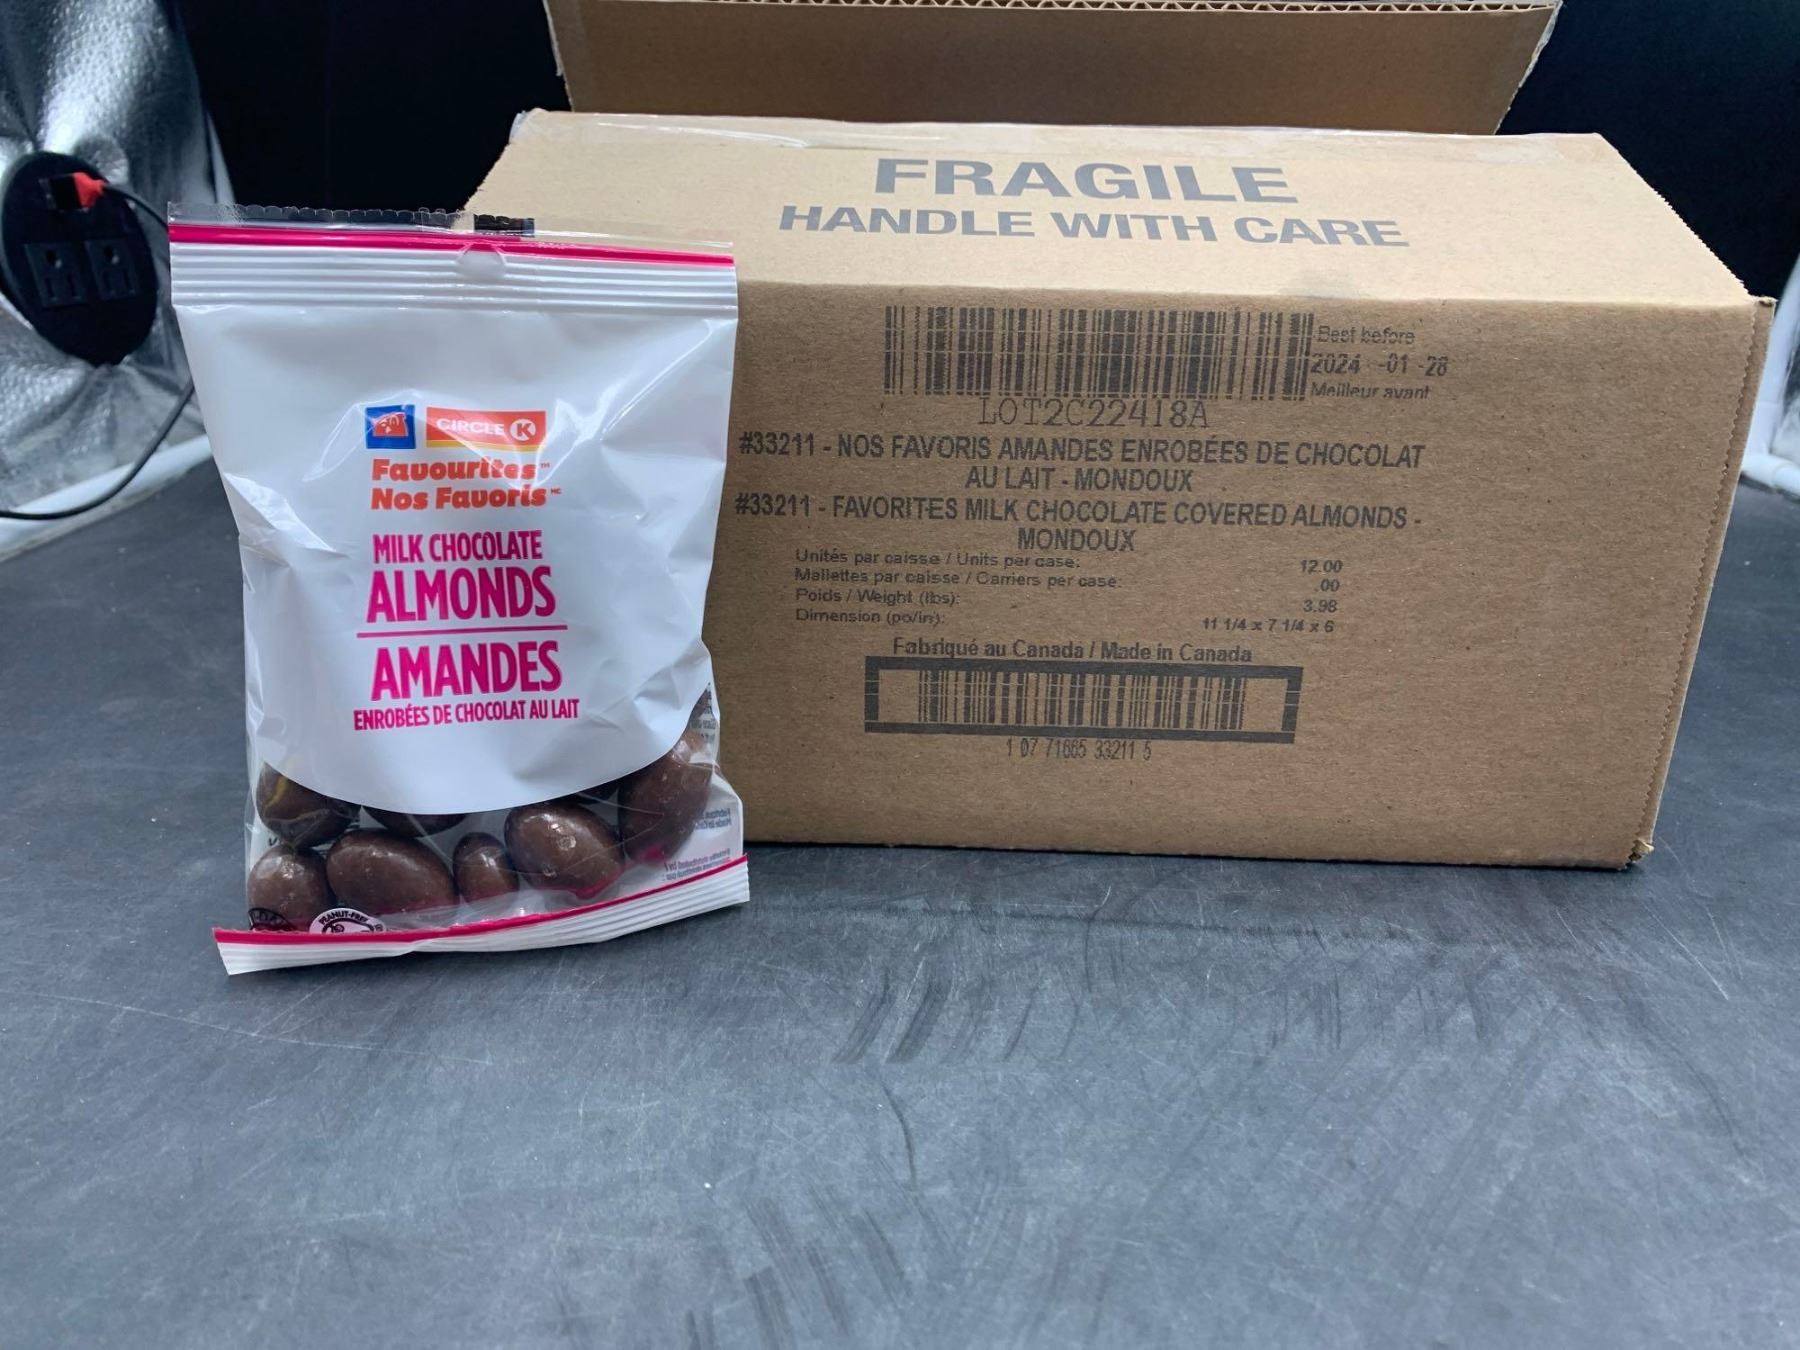 CIRCLE K
Favourites™
Nos Favoris
MILK CHOCOLATE
ALMONDS
AMANDES
ENROBÉES DE CHOCOLAT AU LAIT
PEANUT-FREE
FRAGILE
HANDLE WITH CARE
Best before
2024 -01 -28
Meilleur avant
LOT2C22418A
#33211 - NOS FAVORIS AMANDES ENROBÉES DE CHOCOLAT
AU LAIT - MONDOUX
#33211 - FAVORITES MILK CHOCOLATE COVERED ALMONDS -
MONDOUX
Unités par caisse / Units per case: 12.00
Mallettes par caisse / Carriers per case: .00
Poids / Weight (lbs): 3.98
Dimension (po/in): 11 1/4 x 7 1/4 x 6
Fabriqué au Canada / Made in Canada
1 07 71665 33211 5